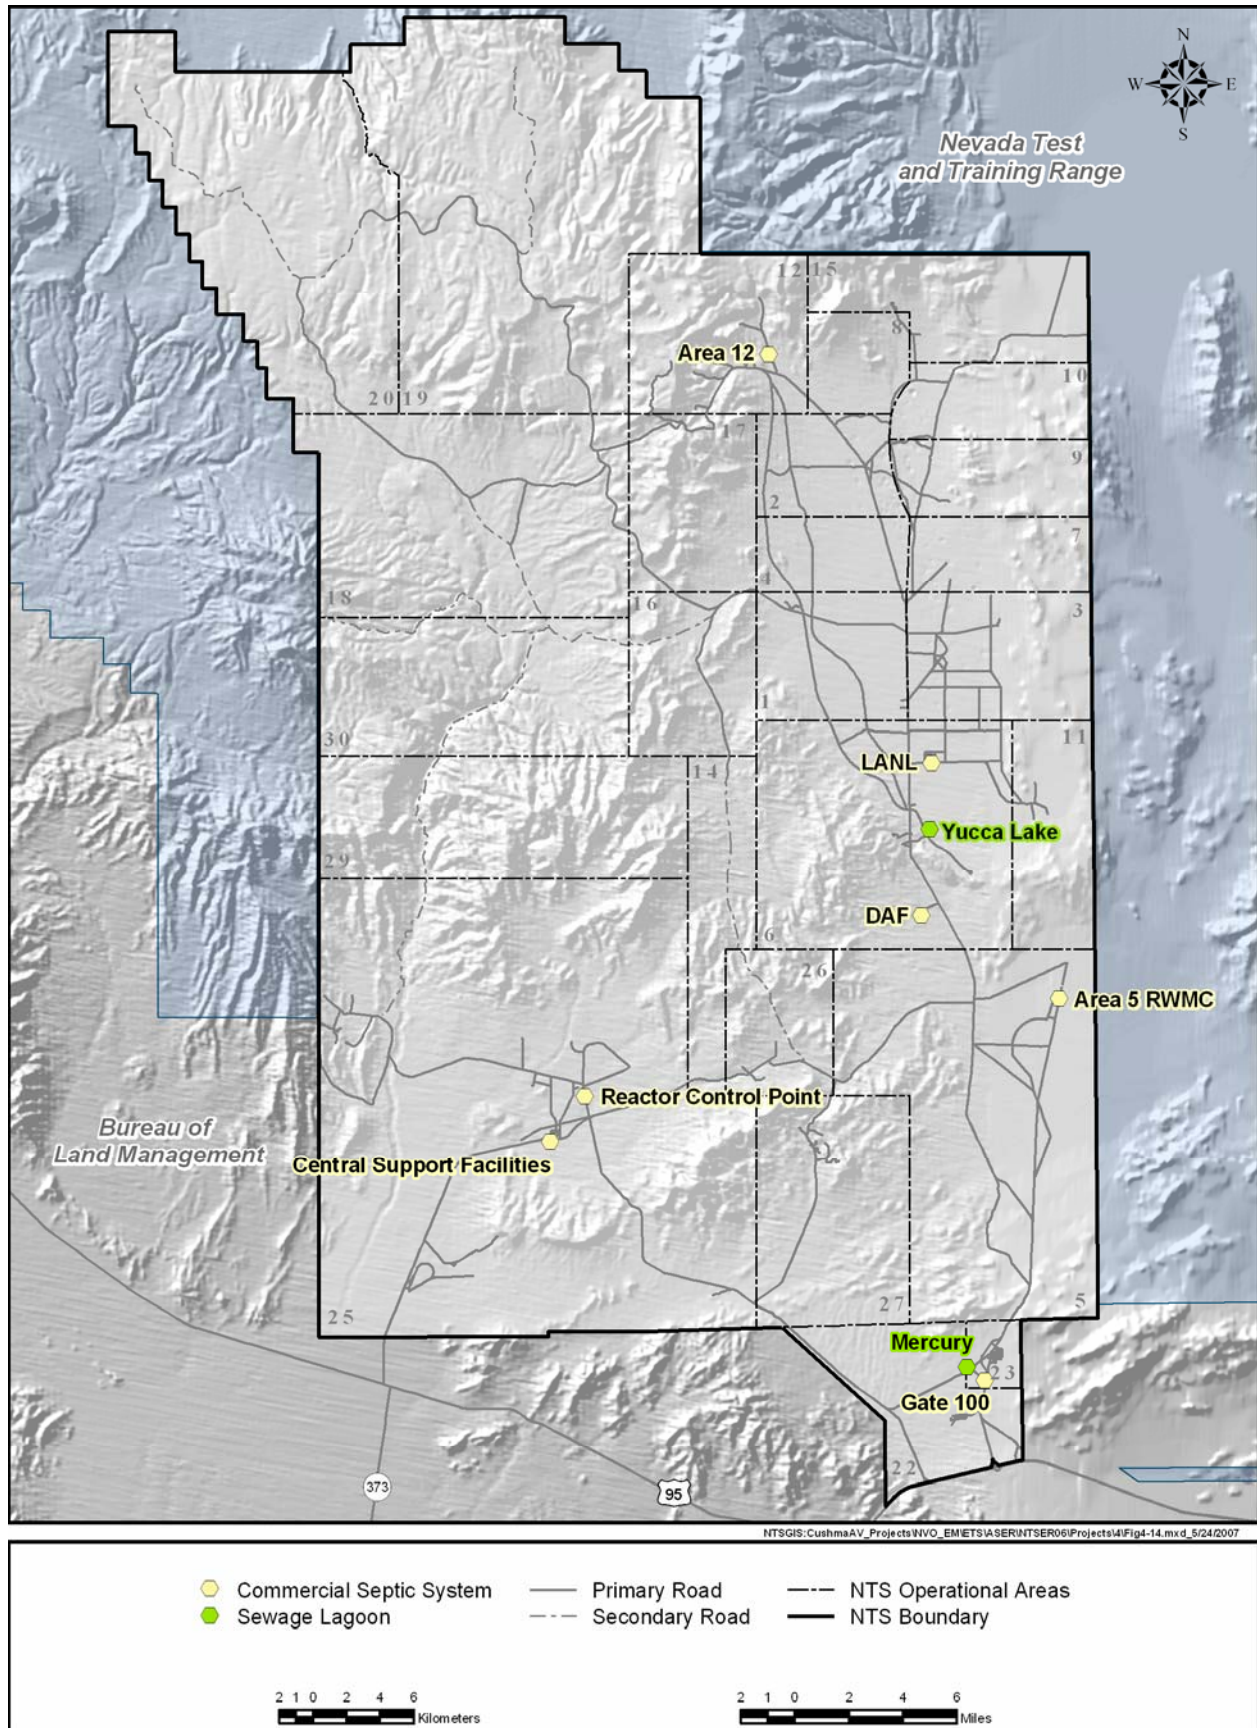 N
W E
S
Nevada Test
and Training Range
12 15
8
Area 12
10
20 19
17
9
2
7
4
18
16
3
1
30
11
14
LANL
Yucca Lake
29
DAF
6
26
Area 5 RWMC
Reactor Control Point
Bureau of
Land Management
Central Support Facilities
25
27
5
Mercury
23
Gate 100
22
373
95
NTSGIS:CushmaAV_Projects\NVO_EM\ETS\ASER\NTSER06\Projects\4\Fig4-14.mxd_5/24/2007
Commercial Septic System Primary Road NTS Operational Areas
Sewage Lagoon Secondary Road NTS Boundary
2 1 0 2 4 6
Kilometers
2 1 0 2 4 6
Miles